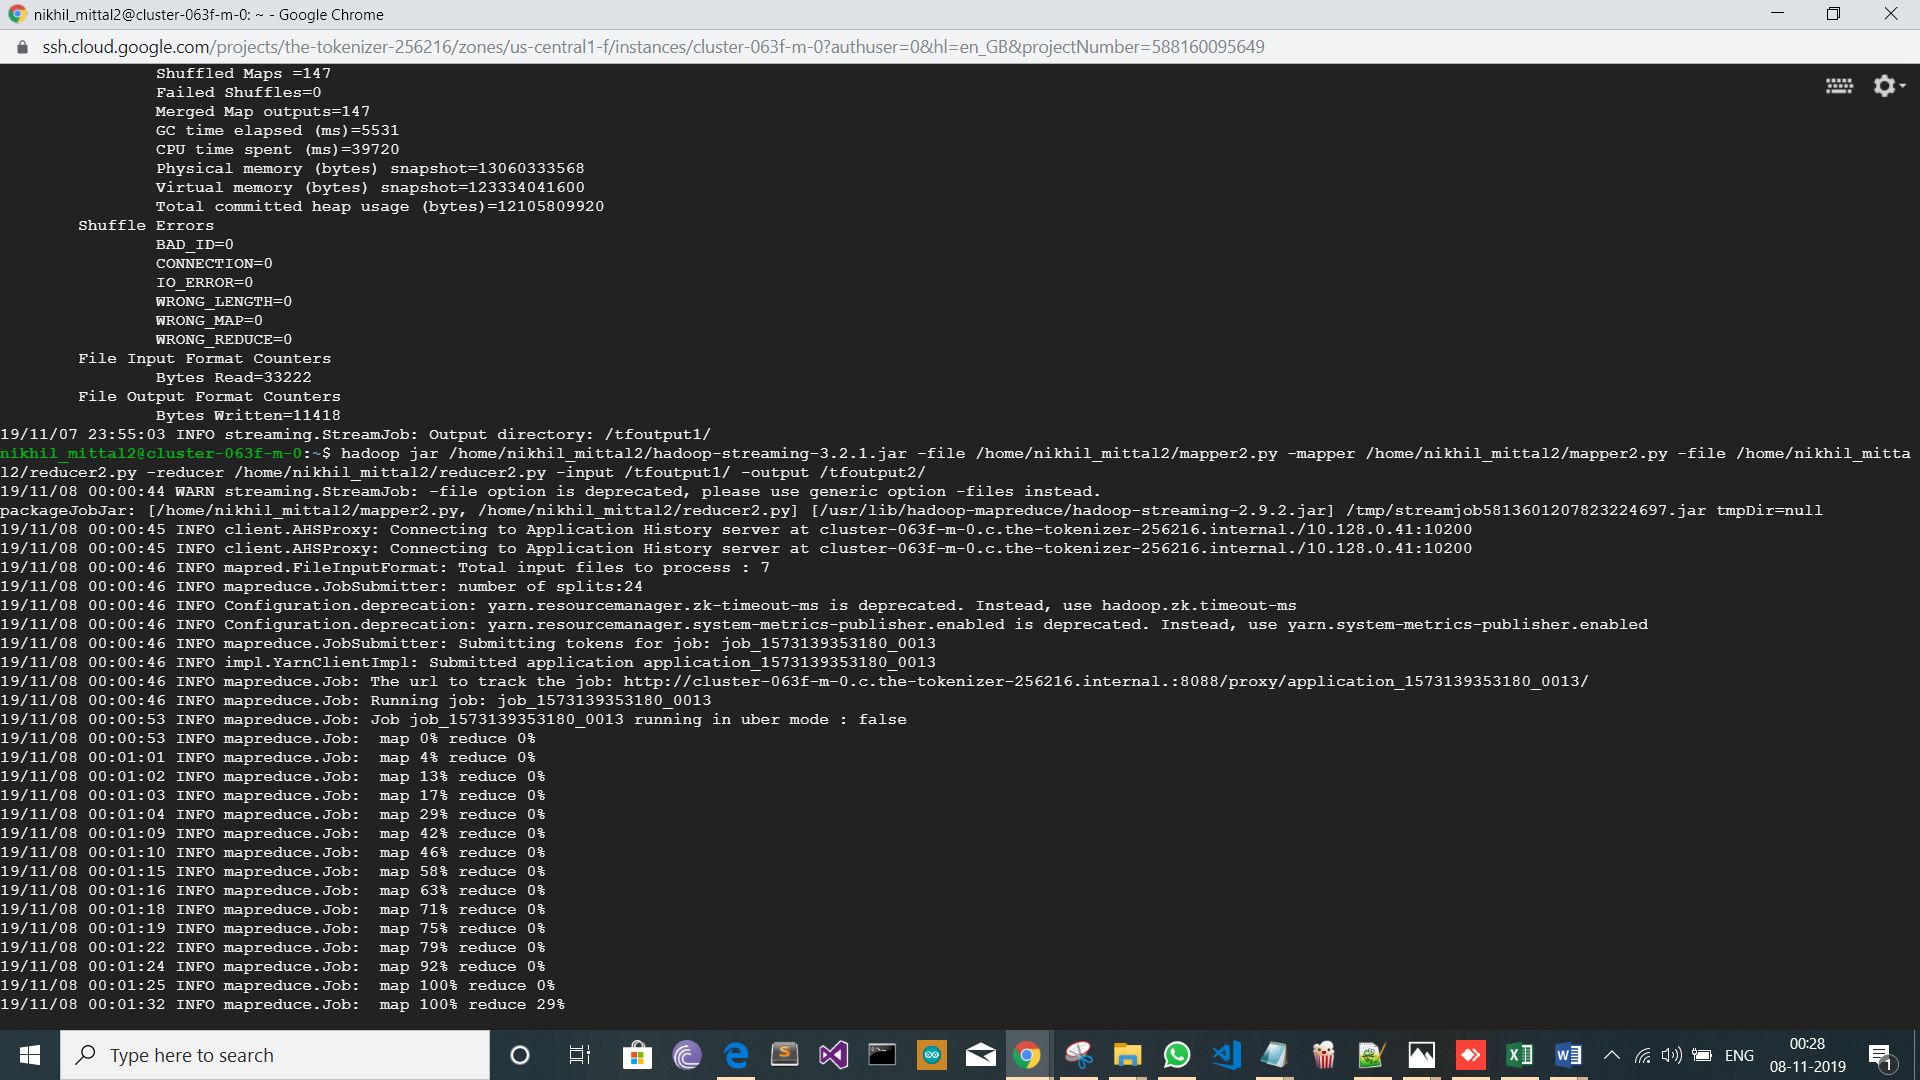 nikhil_mittal2@cluster-063f-m-0: ~ - Google Chrome
ssh.cloud.google.com/projects/the-tokenizer-256216/zones/us-central1-f/instances/cluster-063f-m-0?authuser=0&hl=en_GB&projectNumber=588160095649
Shuffled Maps =147
Failed Shuffles=0
Merged Map outputs=147
GC time elapsed (ms)=5531
CPU time spent (ms)=39720
Physical memory (bytes) snapshot=13060333568
Virtual memory (bytes) snapshot=123334041600
Total committed heap usage (bytes)=12105809920
Shuffle Errors
BAD_ID=0
CONNECTION=0
IO_ERROR=0
WRONG_LENGTH=0
WRONG_MAP=0
WRONG_REDUCE=0
File Input Format Counters
Bytes Read=33222
File Output Format Counters
Bytes Written=11418
19/11/07 23:55:03 INFO streaming.StreamJob: Output directory: /tfoutput1/
nikhil_mittal2@cluster-063f-m-0:~$ hadoop jar /home/nikhil_mittal2/hadoop-streaming-3.2.1.jar -file /home/nikhil_mittal2/mapper2.py -mapper /home/nikhil_mittal2/mapper2.py -file /home/nikhil_mitta
l2/reducer2.py -reducer /home/nikhil_mittal2/reducer2.py -input /tfoutput1/ -output /tfoutput2/
19/11/08 00:00:44 WARN streaming.StreamJob: -file option is deprecated, please use generic option -files instead.
packageJobJar: [/home/nikhil_mittal2/mapper2.py, /home/nikhil_mittal2/reducer2.py] [/usr/lib/hadoop-mapreduce/hadoop-streaming-2.9.2.jar] /tmp/streamjob5813601207823224697.jar tmpDir=null
19/11/08 00:00:45 INFO client.AHSProxy: Connecting to Application History server at cluster-063f-m-0.c.the-tokenizer-256216.internal./10.128.0.41:10200
19/11/08 00:00:45 INFO client.AHSProxy: Connecting to Application History server at cluster-063f-m-0.c.the-tokenizer-256216.internal./10.128.0.41:10200
19/11/08 00:00:46 INFO mapred.FileInputFormat: Total input files to process : 7
19/11/08 00:00:46 INFO mapreduce.JobSubmitter: number of splits:24
19/11/08 00:00:46 INFO Configuration.deprecation: yarn.resourcemanager.zk-timeout-ms is deprecated. Instead, use hadoop.zk.timeout-ms
19/11/08 00:00:46 INFO Configuration.deprecation: yarn.resourcemanager.system-metrics-publisher.enabled is deprecated. Instead, use yarn.system-metrics-publisher.enabled
19/11/08 00:00:46 INFO mapreduce.JobSubmitter: Submitting tokens for job: job_1573139353180_0013
19/11/08 00:00:46 INFO impl.YarnClientImpl: Submitted application application_1573139353180_0013
19/11/08 00:00:46 INFO mapreduce.Job: The url to track the job: http://cluster-063f-m-0.c.the-tokenizer-256216.internal.:8088/proxy/application_1573139353180_0013/
19/11/08 00:00:46 INFO mapreduce.Job: Running job: job_1573139353180_0013
19/11/08 00:00:53 INFO mapreduce.Job: Job job_1573139353180_0013 running in uber mode : false
19/11/08 00:00:53 INFO mapreduce.Job:  map 0% reduce 0%
19/11/08 00:01:01 INFO mapreduce.Job:  map 4% reduce 0%
19/11/08 00:01:02 INFO mapreduce.Job:  map 13% reduce 0%
19/11/08 00:01:03 INFO mapreduce.Job:  map 17% reduce 0%
19/11/08 00:01:04 INFO mapreduce.Job:  map 29% reduce 0%
19/11/08 00:01:09 INFO mapreduce.Job:  map 42% reduce 0%
19/11/08 00:01:10 INFO mapreduce.Job:  map 46% reduce 0%
19/11/08 00:01:15 INFO mapreduce.Job:  map 58% reduce 0%
19/11/08 00:01:16 INFO mapreduce.Job:  map 63% reduce 0%
19/11/08 00:01:18 INFO mapreduce.Job:  map 71% reduce 0%
19/11/08 00:01:19 INFO mapreduce.Job:  map 75% reduce 0%
19/11/08 00:01:22 INFO mapreduce.Job:  map 79% reduce 0%
19/11/08 00:01:24 INFO mapreduce.Job:  map 92% reduce 0%
19/11/08 00:01:25 INFO mapreduce.Job:  map 100% reduce 0%
19/11/08 00:01:32 INFO mapreduce.Job:  map 100% reduce 29%
Type here to search
ENG
00:28
08-11-2019
1